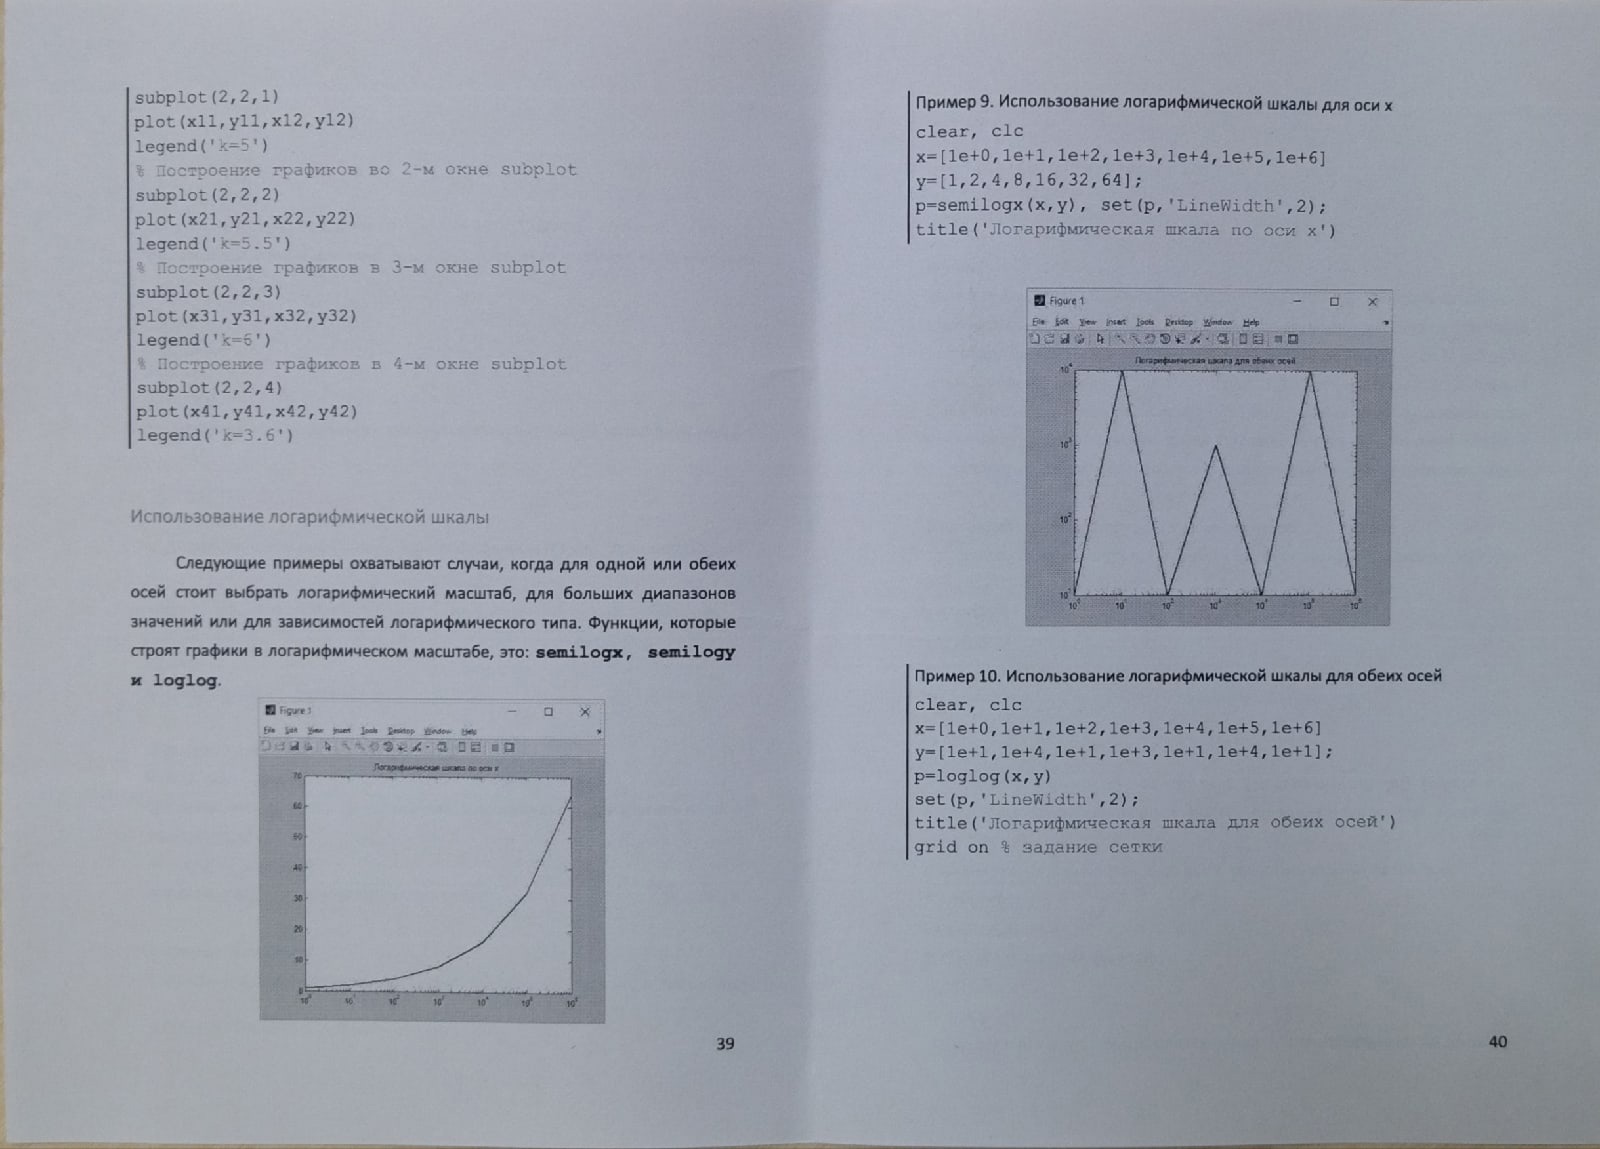 subplot(2,2,1)
plot(x11,y11,x12,y12)
legend('k=5')
% Построение графиков во 2-м окне subplot
subplot(2,2,2)
plot(x21,y21,x22,y22)
legend('k=5.5')
% Построение графиков в 3-м окне subplot
subplot(2,2,3)
plot(x31,y31,x32,y32)
legend('k=6')
% Построение графиков в 4-м окне subplot
subplot(2,2,4)
plot(x41,y41,x42,y42)
legend('k=3.6')
Использование логарифмической шкалы
Следующие примеры охватывают случаи, когда для одной или обеих
осей стоит выбрать логарифмический масштаб, для больших диапазонов
значений или для зависимостей логарифмического типа. Функции, которые
строят графики в логарифмическом масштабе, это: semilogx, semilogy
и loglog.
Figure 1
File Edit View Insert Tools Desktop Window Help
Логарифмическая шкала по оси x
70
60
50
40
30
20
10
0
10^0 10^1 10^2 10^3 10^4 10^5 10^6
39
Пример 9. Использование логарифмической шкалы для оси x
clear, clc
x=[1e+0,1e+1,1e+2,1e+3,1e+4,1e+5,1e+6]
y=[1,2,4,8,16,32,64];
p=semilogx(x,y), set(p,'LineWidth',2);
title('Логарифмическая шкала по оси x')
Figure 1
File Edit View Insert Tools Desktop Window Help
Логарифмическая шкала для обеих осей
10^4
10^3
10^2
10^1
10^0 10^1 10^2 10^3 10^4 10^5 10^6
Пример 10. Использование логарифмической шкалы для обеих осей
clear, clc
x=[1e+0,1e+1,1e+2,1e+3,1e+4,1e+5,1e+6]
y=[1e+1,1e+4,1e+1,1e+3,1e+1,1e+4,1e+1];
p=loglog(x,y)
set(p,'LineWidth',2);
title('Логарифмическая шкала для обеих осей')
grid on % задание сетки
40